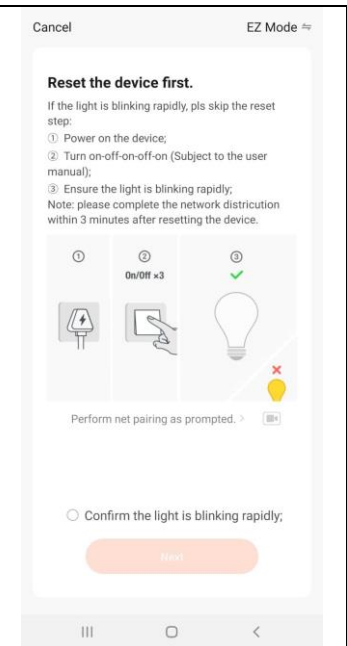 Cancel
EZ Mode
Reset the device first.
If the light is blinking rapidly, pls skip the reset
step:
① Power on the device;
② Turn on-off-on-off-on (Subject to the user
manual);
③ Ensure the light is blinking rapidly;
Note: please complete the network districution
within 3 minutes after resetting the device.
①
②
③
On/Off ×3
Perform net pairing as prompted. >
Confirm the light is blinking rapidly;
Next